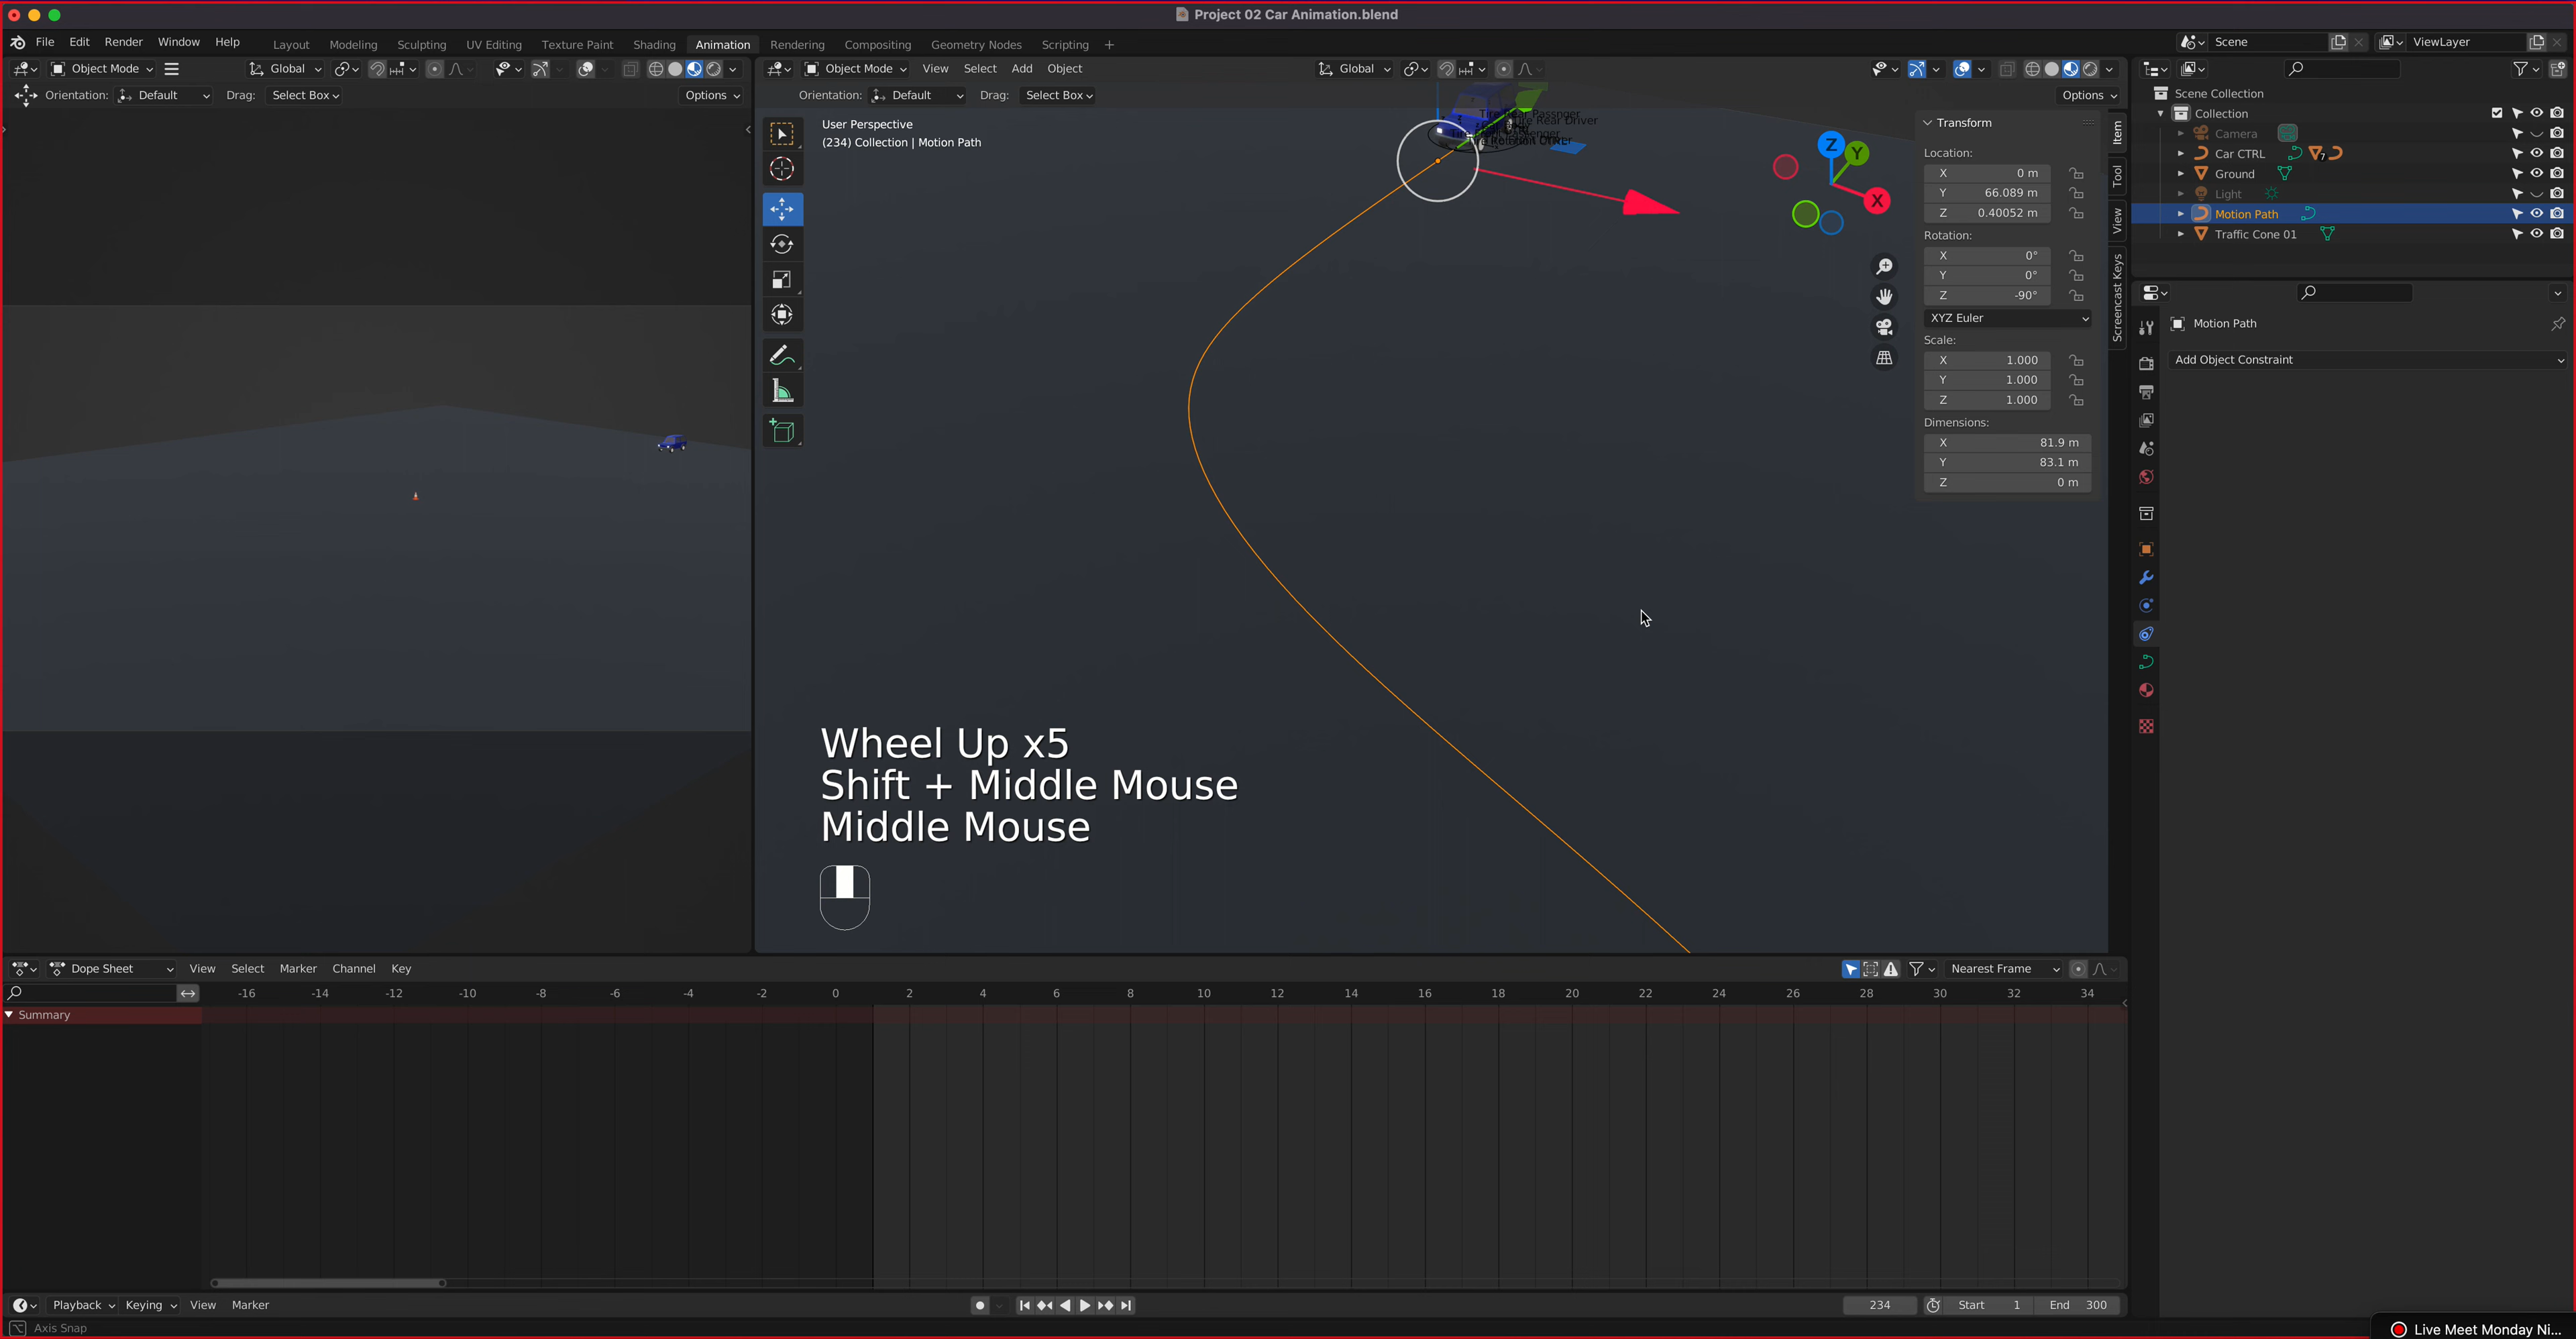 Project 02 Car Animation.blend
File Edit Render Window Help Layout Modeling Sculpting UV Editing Texture Paint Shading Animation Rendering Compositing Geometry Nodes Scripting + Scene ViewLayer
Object Mode Global Object Mode View Select Add Object Global
Orientation: Default Drag: Select Box Options Orientation: Default Drag: Select Box Options
User Perspective
(234) Collection | Motion Path
Tire Rear Driver
Z
Y
X
Transform
Location:
X 0 m
Y 66.089 m
Z 0.40052 m
Rotation:
X 0°
Y 0°
Z -90°
XYZ Euler
Scale:
X 1.000
Y 1.000
Z 1.000
Dimensions:
X 81.9 m
Y 83.1 m
Z 0 m
Item
Tool
View
Screencast Keys
Scene Collection
Collection
Camera
Car CTRL 7
Ground
Light
Motion Path
Traffic Cone 01
Motion Path
Add Object Constraint
Wheel Up x5
Shift + Middle Mouse
Middle Mouse
Dope Sheet View Select Marker Channel Key Nearest Frame
-16 -14 -12 -10 -8 -6 -4 -2 0 2 4 6 8 10 12 14 16 18 20 22 24 26 28 30 32 34
Summary
Playback Keying View Marker 234 Start 1 End 300
Axis Snap
Live Meet Monday Ni...